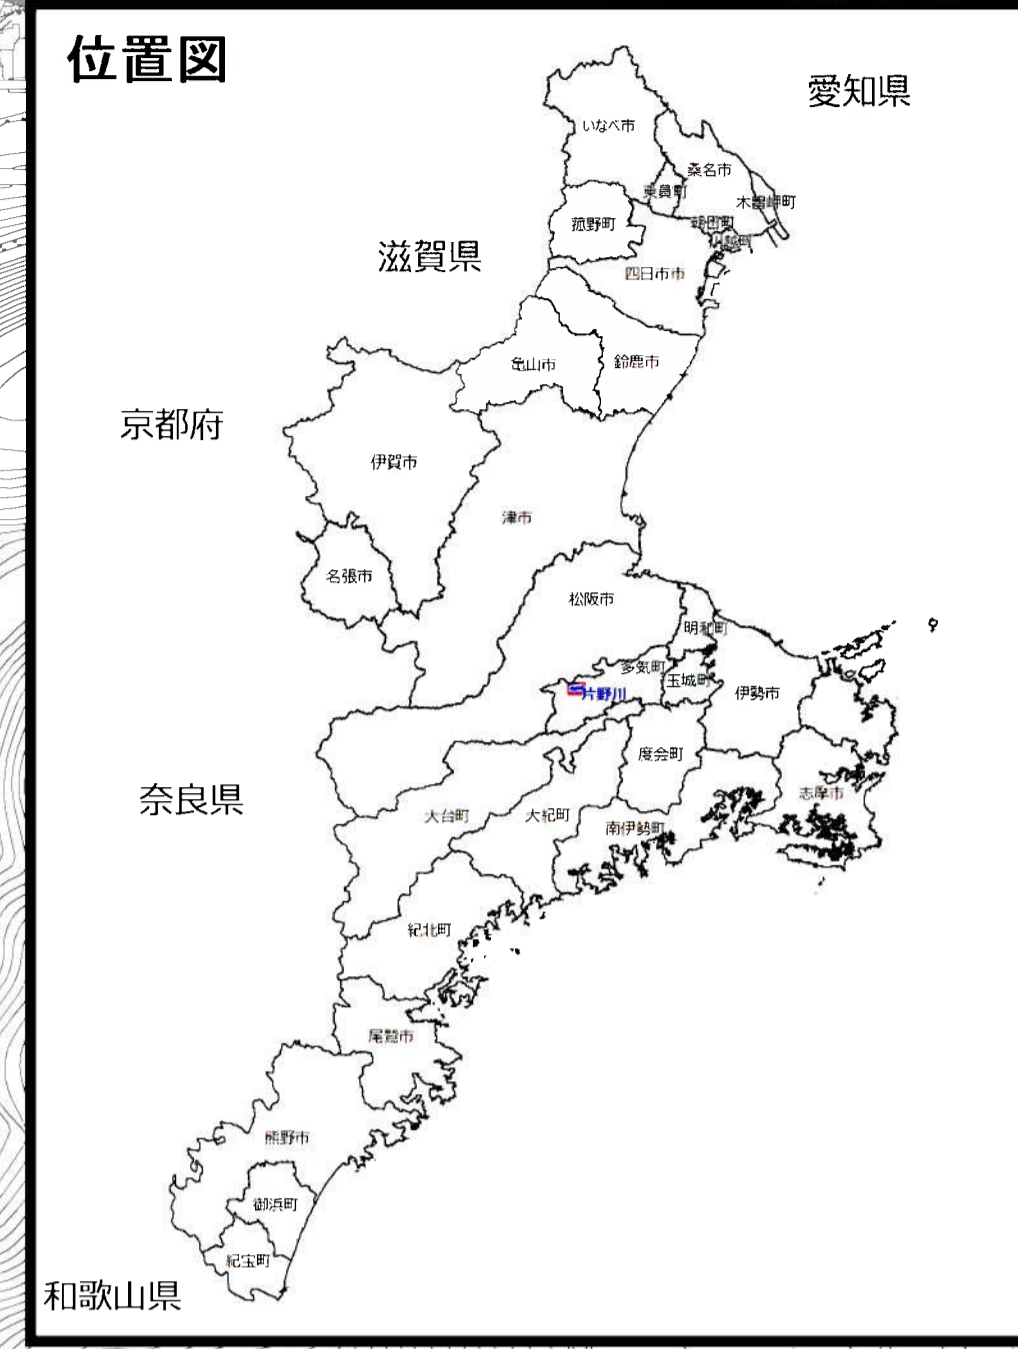 位置図
愛知県
いなべ市
桑名市
東員町
木曽岬町
菰野町
朝日町
川越町
滋賀県
四日市市
亀山市
鈴鹿市
京都府
伊賀市
津市
名張市
松阪市
明和町
多気町
玉城町
片野川
伊勢市
度会町
奈良県
大台町
大紀町
南伊勢町
志摩市
紀北町
尾鷲市
熊野市
御浜町
紀宝町
和歌山県